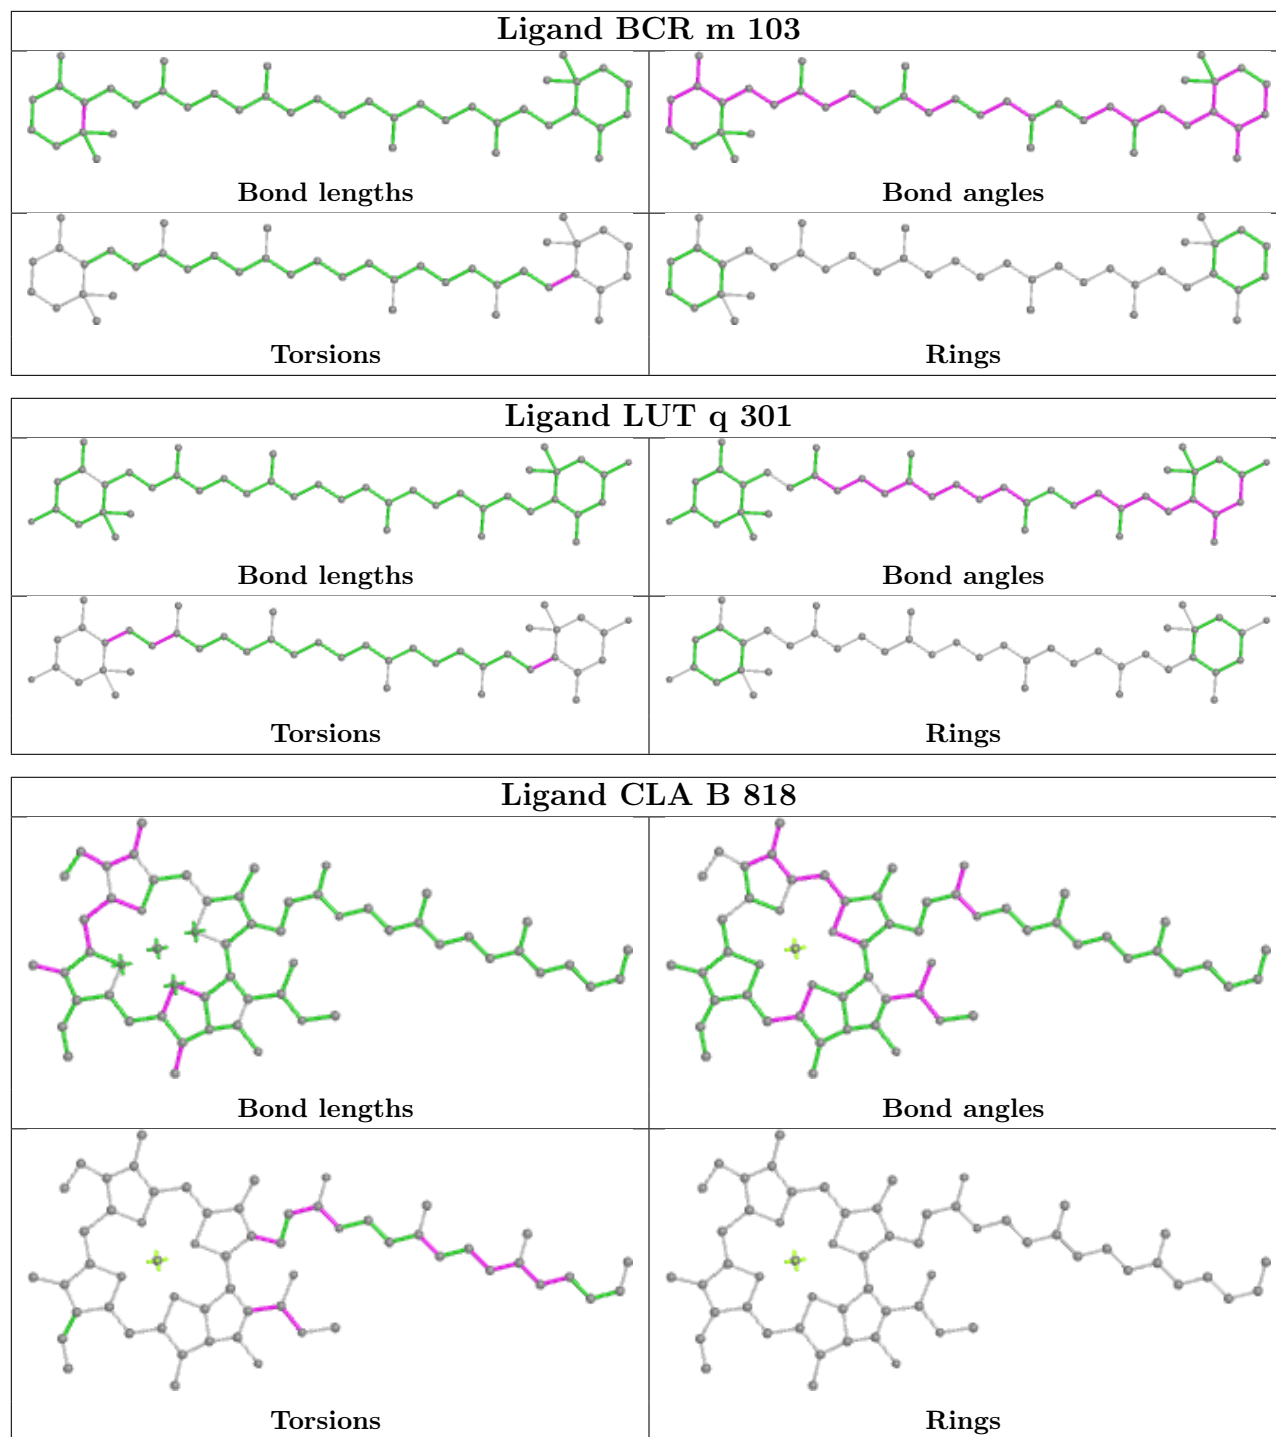 Ligand BCR m 103
Bond lengths
Bond angles
Torsions
Rings
Ligand LUT q 301
Bond lengths
Bond angles
Torsions
Rings
Ligand CLA B 818
Bond lengths
Bond angles
Torsions
Rings